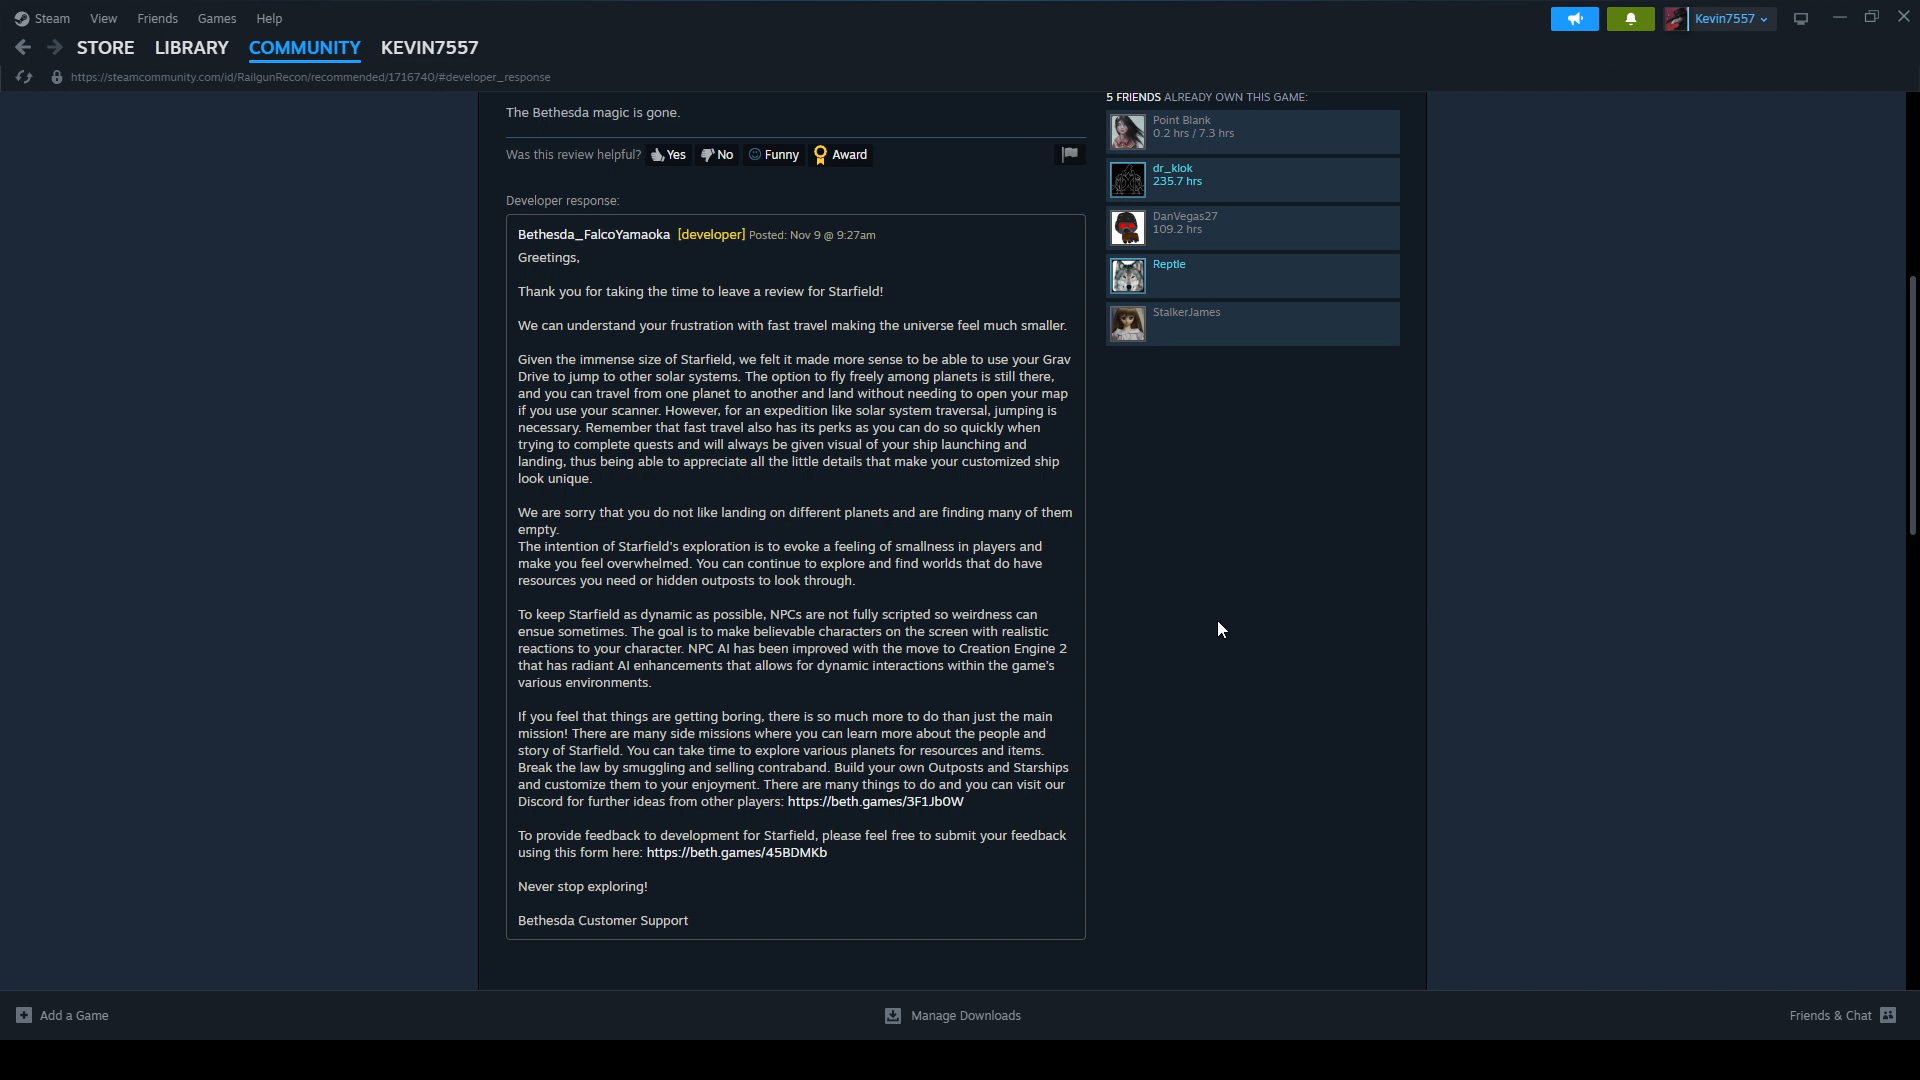 Steam View Friends Games Help
Kevin7557
STORE LIBRARY COMMUNITY KEVIN7557
https://steamcommunity.com/id/RailgunRecon/recommended/1716740/#developer_response
The Bethesda magic is gone.
Was this review helpful? Yes No Funny Award
Developer response:
Bethesda_FalcoYamaoka [developer] Posted: Nov 9 @ 9:27am
Greetings,
Thank you for taking the time to leave a review for Starfield!
We can understand your frustration with fast travel making the universe feel much smaller.
Given the immense size of Starfield, we felt it made more sense to be able to use your Grav
Drive to jump to other solar systems. The option to fly freely among planets is still there,
and you can travel from one planet to another and land without needing to open your map
if you use your scanner. However, for an expedition like solar system traversal, jumping is
necessary. Remember that fast travel also has its perks as you can do so quickly when
trying to complete quests and will always be given visual of your ship launching and
landing, thus being able to appreciate all the little details that make your customized ship
look unique.
We are sorry that you do not like landing on different planets and are finding many of them
empty.
The intention of Starfield's exploration is to evoke a feeling of smallness in players and
make you feel overwhelmed. You can continue to explore and find worlds that do have
resources you need or hidden outposts to look through.
To keep Starfield as dynamic as possible, NPCs are not fully scripted so weirdness can
ensue sometimes. The goal is to make believable characters on the screen with realistic
reactions to your character. NPC AI has been improved with the move to Creation Engine 2
that has radiant AI enhancements that allows for dynamic interactions within the game's
various environments.
If you feel that things are getting boring, there is so much more to do than just the main
mission! There are many side missions where you can learn more about the people and
story of Starfield. You can take time to explore various planets for resources and items.
Break the law by smuggling and selling contraband. Build your own Outposts and Starships
and customize them to your enjoyment. There are many things to do and you can visit our
Discord for further ideas from other players: https://beth.games/3F1Jb0W
To provide feedback to development for Starfield, please feel free to submit your feedback
using this form here: https://beth.games/45BDMKb
Never stop exploring!
Bethesda Customer Support
5 FRIENDS ALREADY OWN THIS GAME:
Point Blank
0.2 hrs / 7.3 hrs
dr_klok
235.7 hrs
DanVegas27
109.2 hrs
Reptle
StalkerJames
Add a Game
Manage Downloads
Friends & Chat